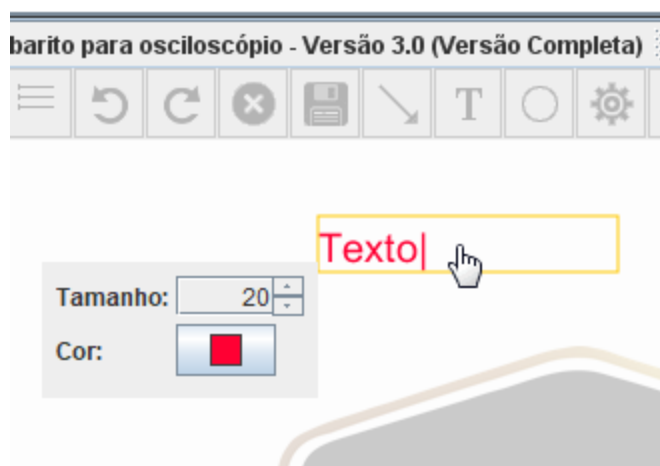 barito para osciloscópio - Versão 3.0 (Versão Completa)
T
Texto
Tamanho: 20
Cor: